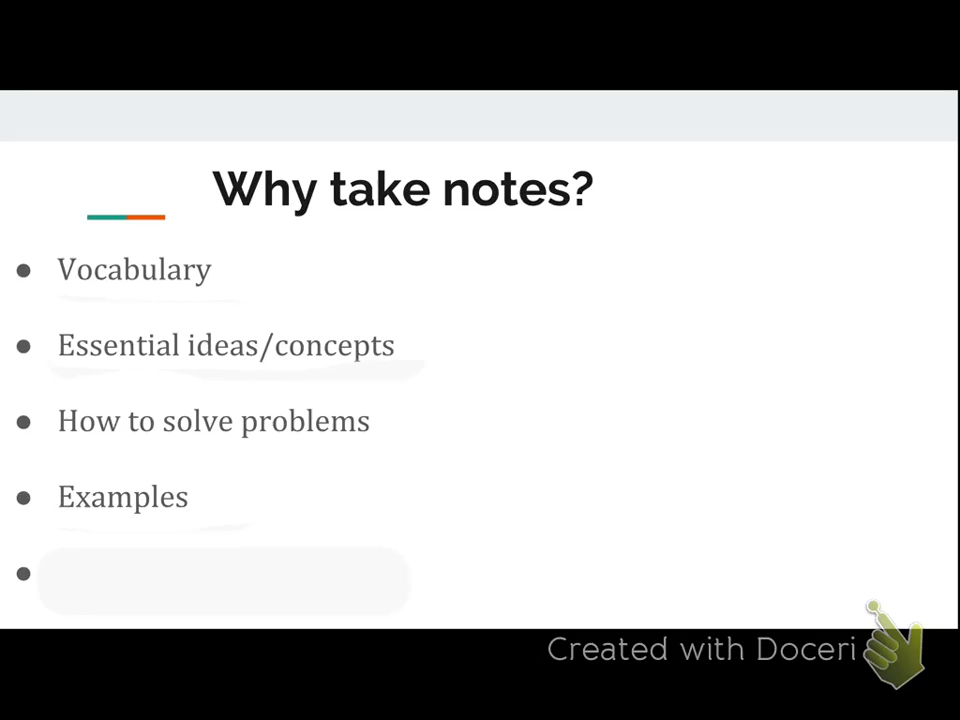 Why take notes?
● Vocabulary
● Essential ideas/concepts
● How to solve problems
● Examples
●
Created with Doceri